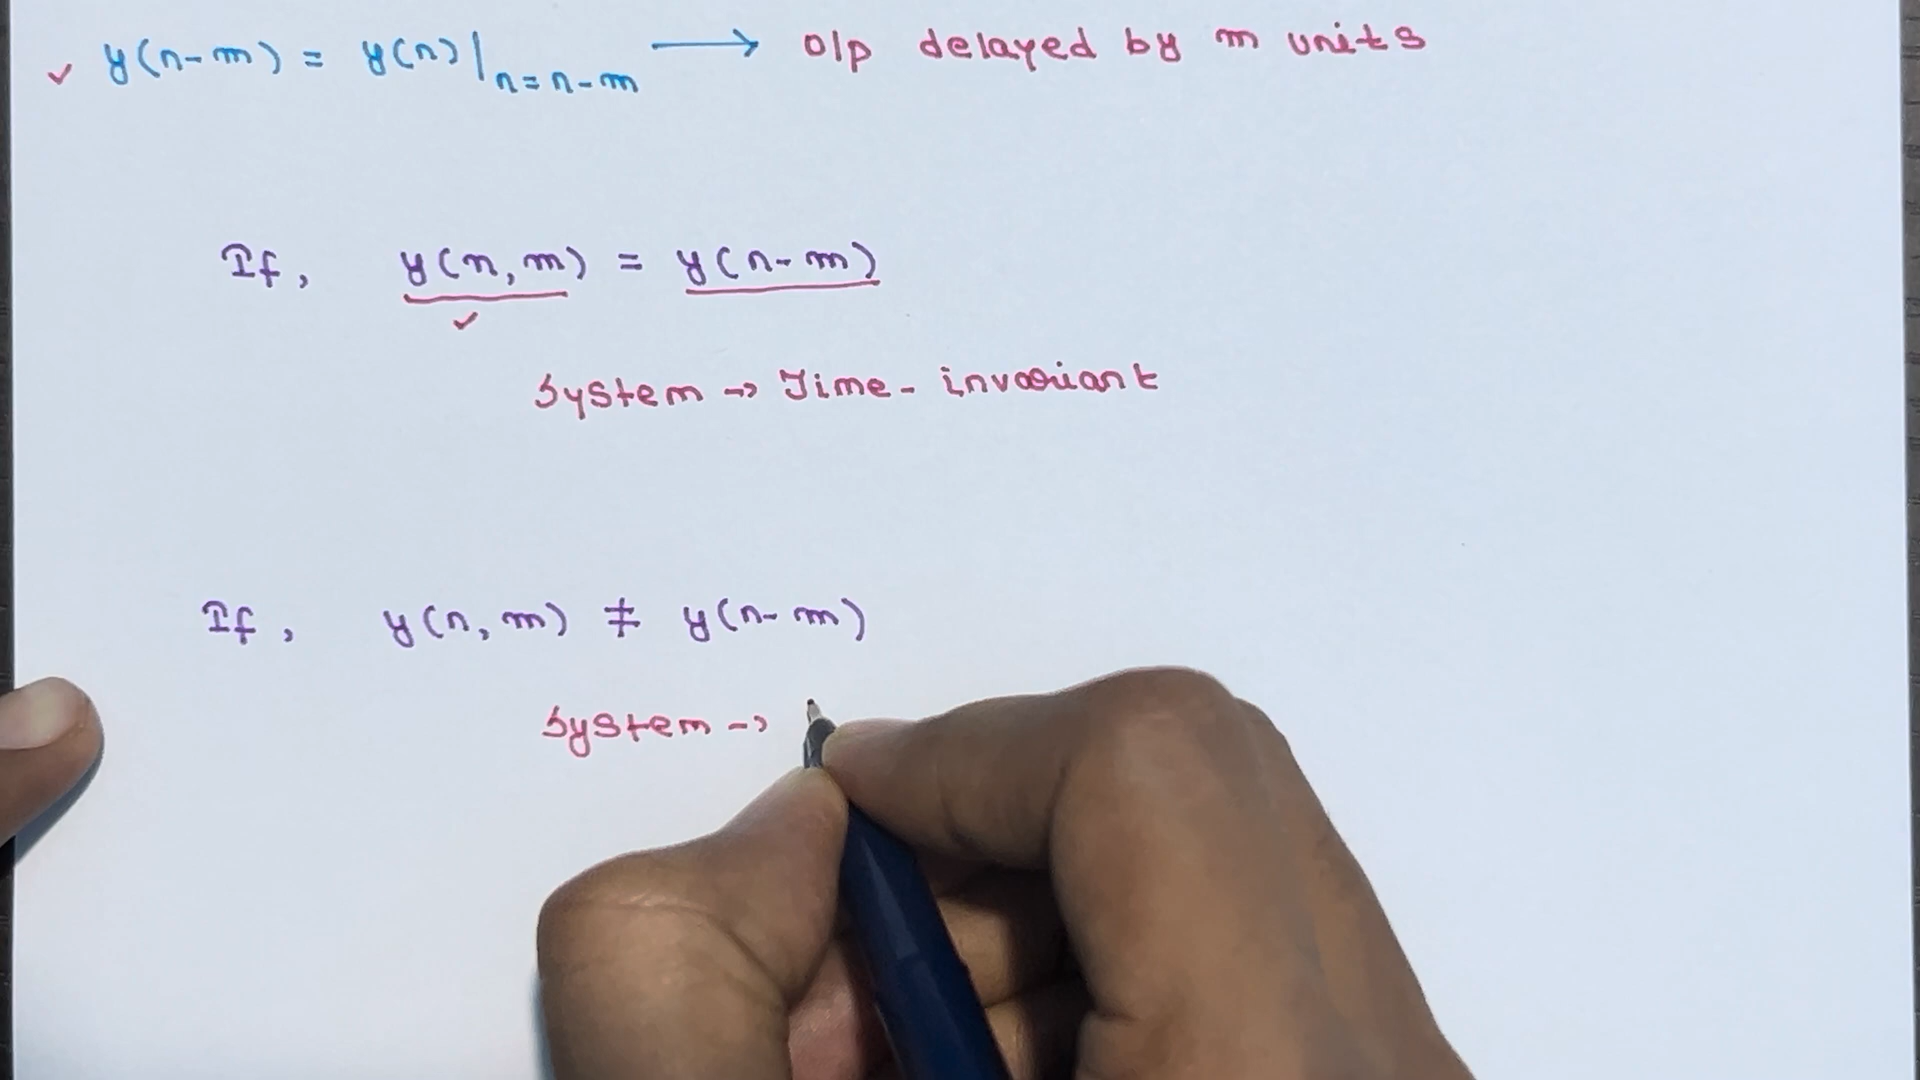 ✓ y(n-m) = y(n)|n=n-m → o/p delayed by m units
If, y(n,m) = y(n-m)
✓
System → Time-invariant
If, y(n,m) ≠ y(n-m)
System →